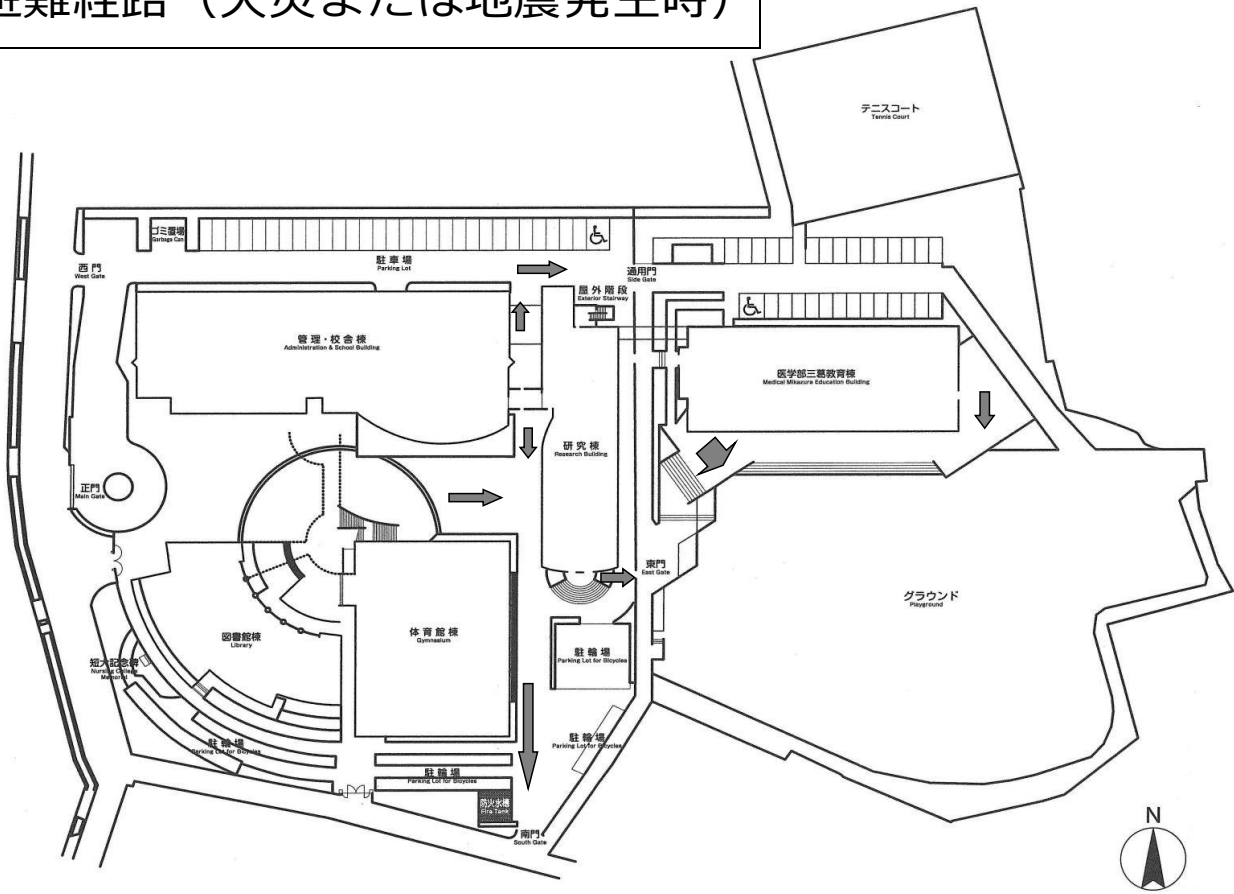 避難経路（火災または地震発生時）
テニスコート
Tennis Court
ゴミ置場
Garbage Can
西門
West Gate
駐車場
Parking Lot
通用門
Side Gate
屋外階段
Exterior Stairway
管理・校舎棟
Administration & School Building
医学部三葛教育棟
Medical Mikazura Education Building
研究棟
Research Building
正門
Main Gate
東門
East Gate
グラウンド
Playground
図書館棟
Library
体育館棟
Gymnasium
駐輪場
Parking Lot for Bicycles
短大記念碑
Nursing College
Memorial
駐輪場
Parking Lot for Bicycles
駐輪場
Parking Lot for Bicycles
駐輪場
Parking Lot for Bicycles
防火水槽
Fire Tank
南門
South Gate
N